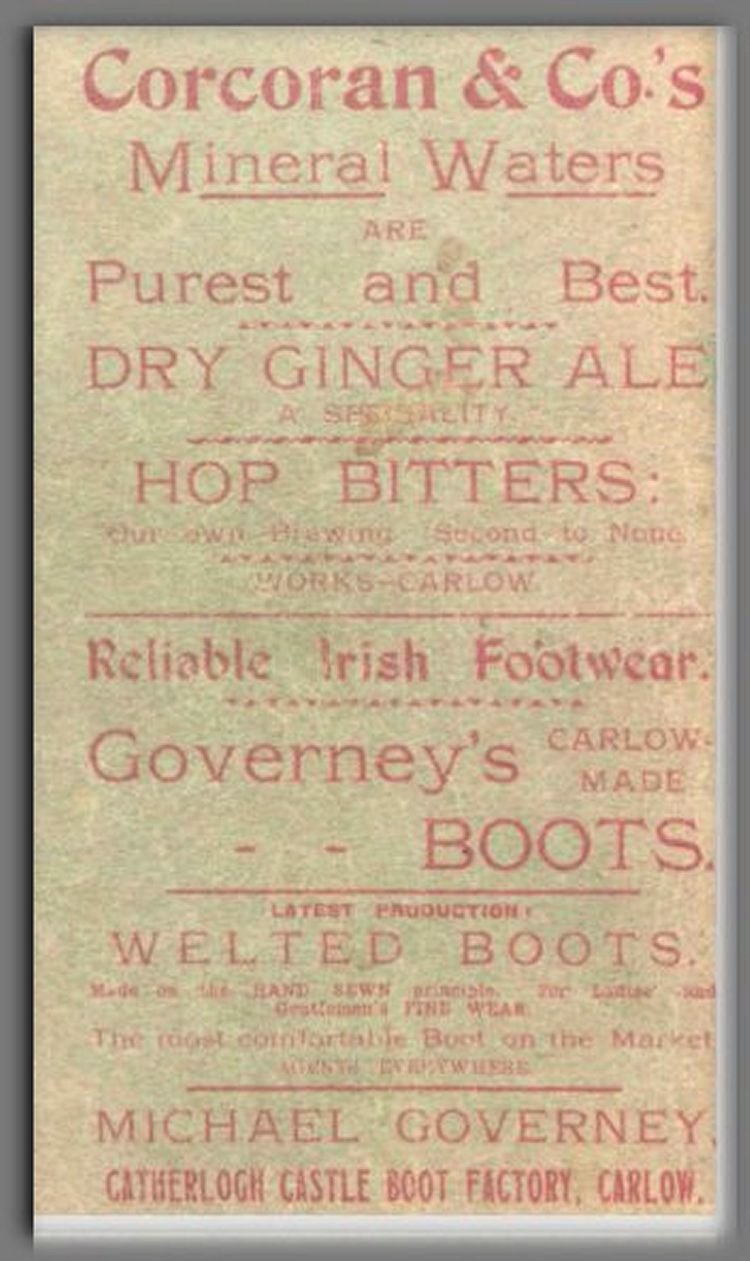 Corcoran & Co.'s
Mineral Waters
ARE
Purest and Best.
DRY GINGER ALE
A SPECIALITY.
HOP BITTERS:
Our own Brewing Second to None
WORKS—CARLOW.
Reliable Irish Footwear.
Governey's CARLOW-
MADE
- - BOOTS.
LATEST PRODUCTION:
WELTED BOOTS.
Made on the HAND SEWN principle. For Ladies' and
Gentlemen's FINE WEAR.
The most comfortable Boot on the Market
AGENTS EVERYWHERE.
MICHAEL GOVERNEY,
CATHERLOGH CASTLE BOOT FACTORY, CARLOW.